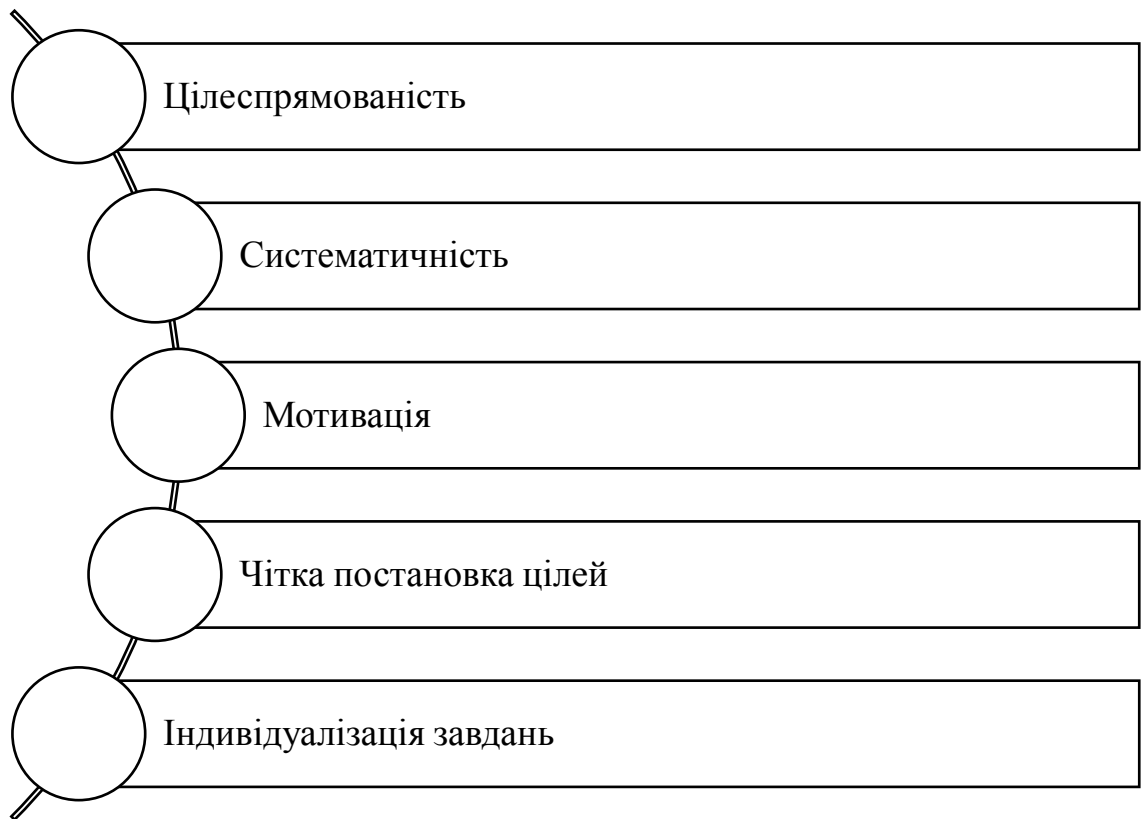 Цілеспрямованість
Систематичність
Мотивація
Чітка постановка цілей
Індивідуалізація завдань